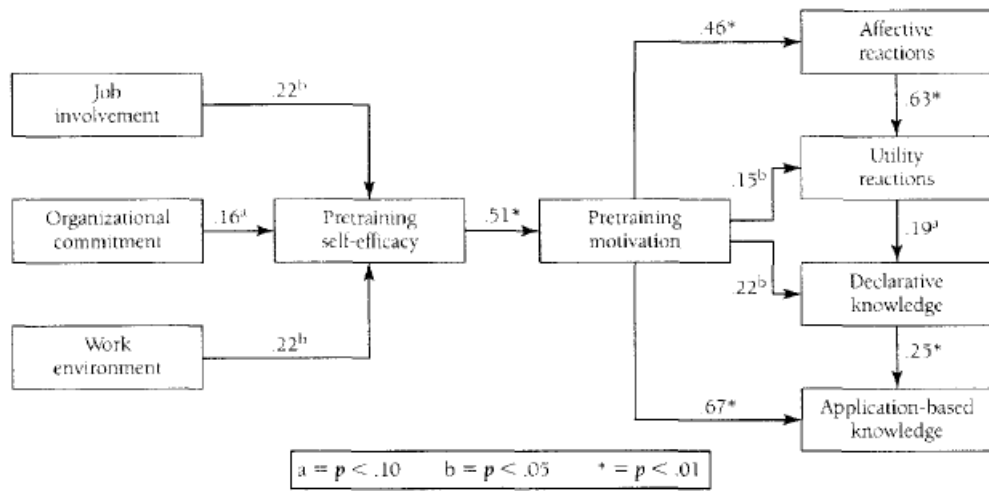 .46*
Affective
reactions
Job
involvement
.22ᵇ
.63*
Utility
reactions
.15ᵇ
Organizational
commitment
.16ᵃ
Pretraining
self-efficacy
.51*
Pretraining
motivation
.19ᵃ
.22ᵇ
Declarative
knowledge
Work
environment
.22ᵇ
.25*
.67*
Application-based
knowledge
a = p < .10 b = p < .05 * = p < .01